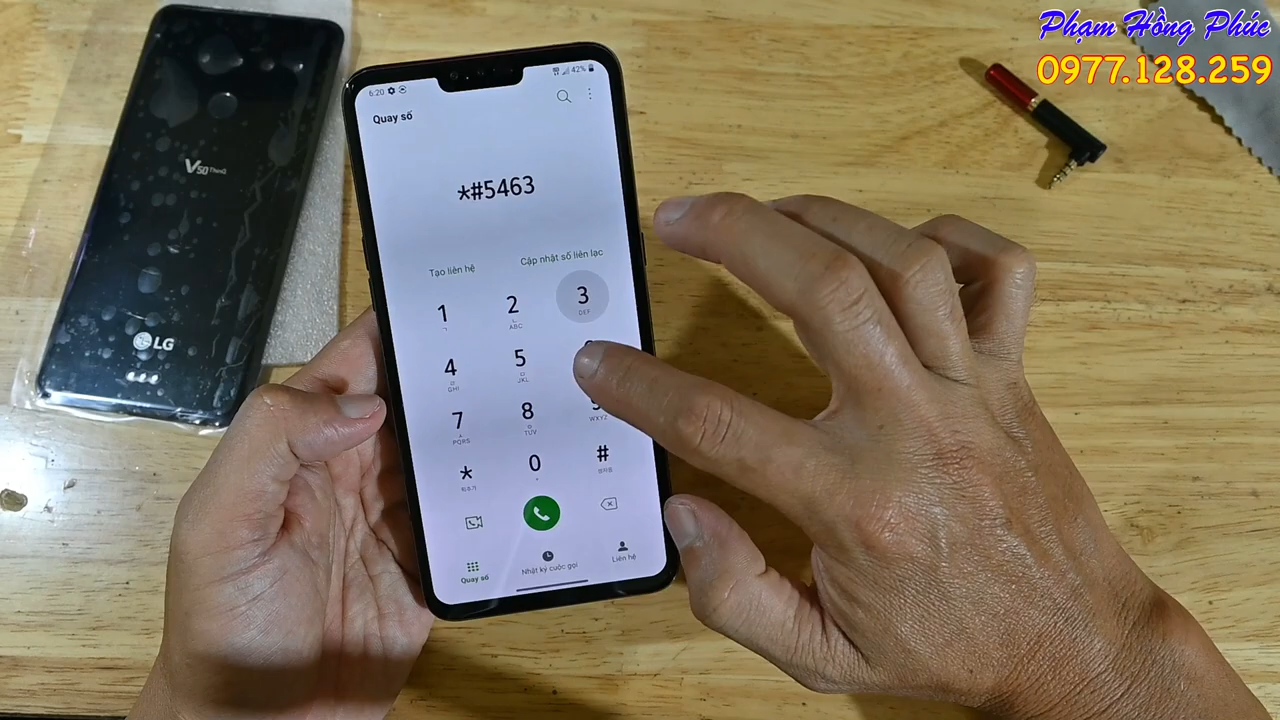 Phạm Hồng Phúc
0977.128.259
V50 ThinQ
LG
6:20
42%
Quay số
*#5463
Tạo liên hệ
Cập nhật số liên lạc
1
2
ABC
3
DEF
4
GHI
5
JKL
7
PQRS
8
TUV
WXYZ
*
0
#
Quay số
Nhật ký cuộc gọi
Liên hệ